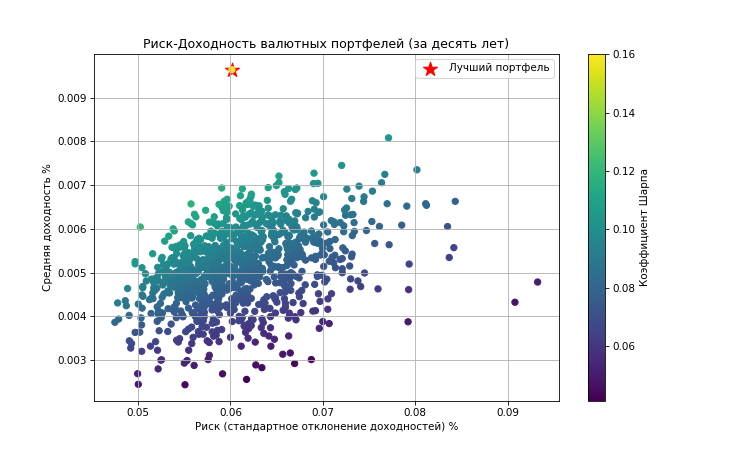 Риск-Доходность валютных портфелей (за десять лет)
Лучший портфель
Средняя доходность %
0.009
0.008
0.007
0.006
0.005
0.004
0.003
0.05 0.06 0.07 0.08 0.09
Риск (стандартное отклонение доходностей) %
0.16
0.14
0.12
0.10
0.08
0.06
Коэффициент Шарпа